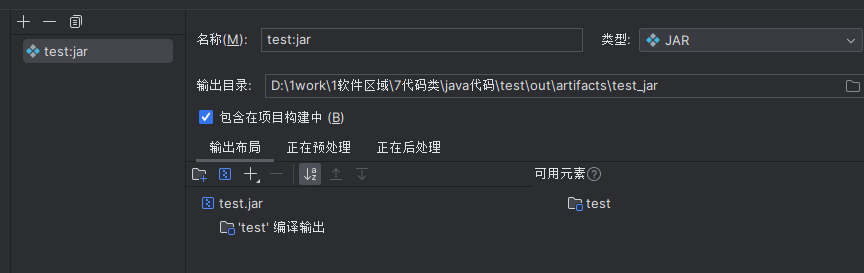 test:jar
名称(M): test:jar 类型: JAR
输出目录: D:\1work\1软件区域\7代码类\java代码\test\out\artifacts\test_jar
包含在项目构建中 (B)
输出布局 正在预处理 正在后处理
可用元素
test.jar test
'test' 编译输出